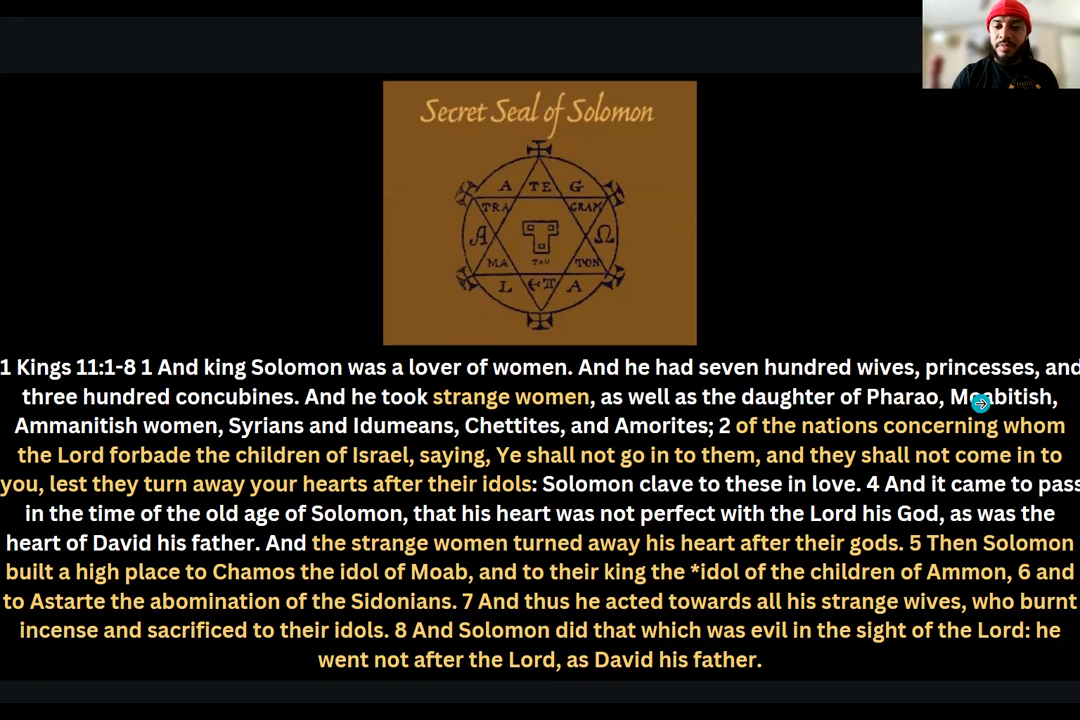 Secret Seal of Solomon
A TE G
TRA GRAM
A Ω
MA TAU TON
L T A
1 Kings 11:1-8 1 And king Solomon was a lover of women. And he had seven hundred wives, princesses, and
three hundred concubines. And he took strange women, as well as the daughter of Pharao, Moabitish,
Ammanitish women, Syrians and Idumeans, Chettites, and Amorites; 2 of the nations concerning whom
the Lord forbade the children of Israel, saying, Ye shall not go in to them, and they shall not come in to
you, lest they turn away your hearts after their idols: Solomon clave to these in love. 4 And it came to pass
in the time of the old age of Solomon, that his heart was not perfect with the Lord his God, as was the
heart of David his father. And the strange women turned away his heart after their gods. 5 Then Solomon
built a high place to Chamos the idol of Moab, and to their king the *idol of the children of Ammon, 6 and
to Astarte the abomination of the Sidonians. 7 And thus he acted towards all his strange wives, who burnt
incense and sacrificed to their idols. 8 And Solomon did that which was evil in the sight of the Lord: he
went not after the Lord, as David his father.